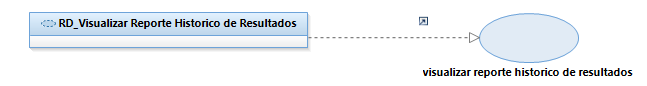 RD_Visualizar Reporte Historico de Resultados
visualizar reporte historico de resultados